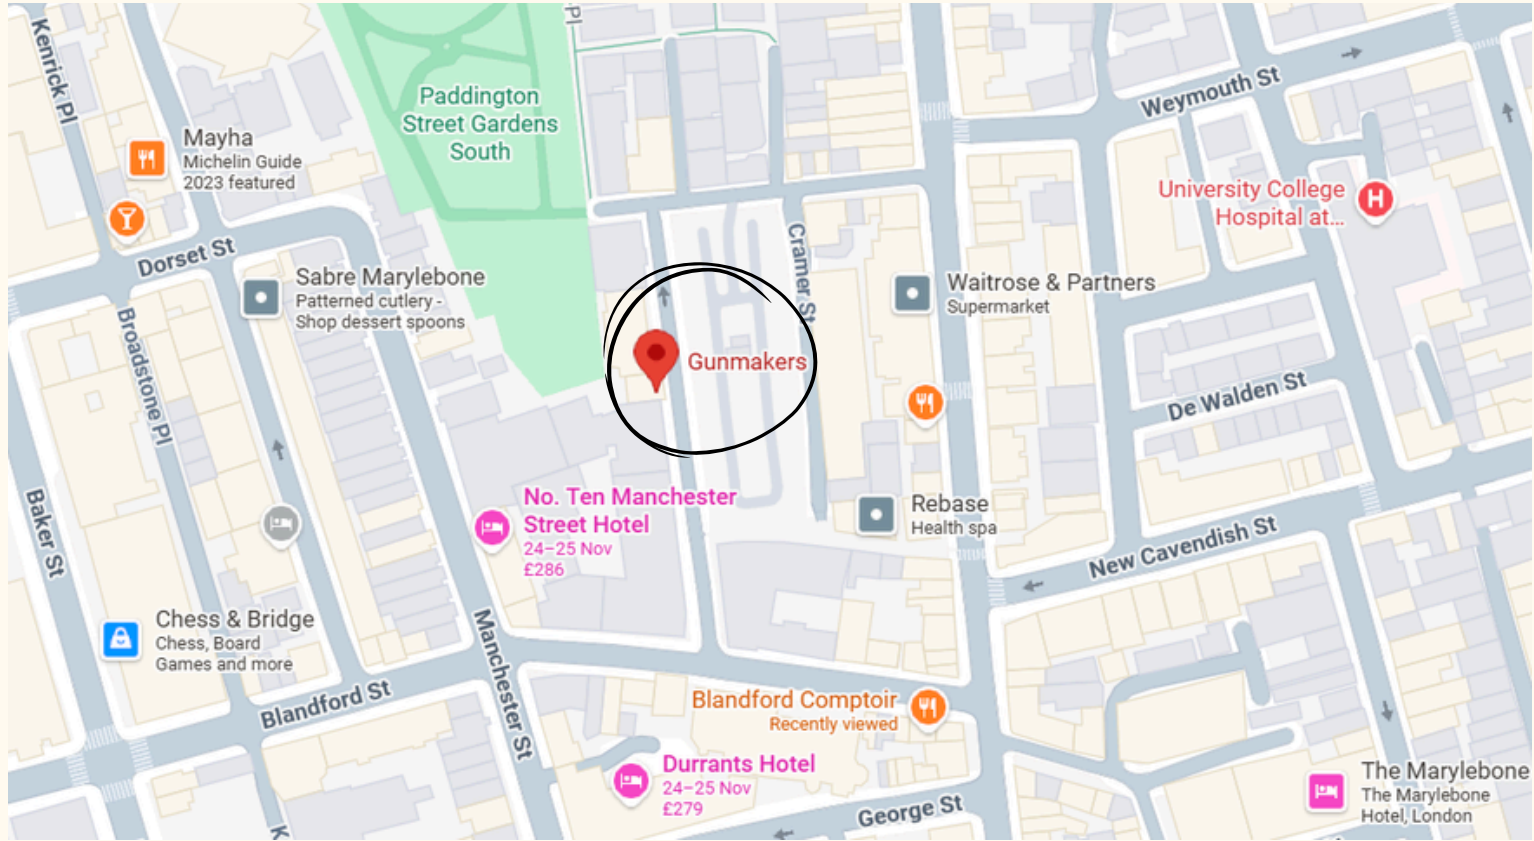 Kenrick Pl
Pl
Paddington
Street Gardens
South
Weymouth St
Mayha
Michelin Guide
2023 featured
University College
Hospital at...
Dorset St
Cramer St
Sabre Marylebone
Patterned cutlery -
Shop dessert spoons
Waitrose & Partners
Supermarket
Broadstone Pl
Gunmakers
De Walden St
Baker St
No. Ten Manchester
Street Hotel
24–25 Nov
£286
Rebase
Health spa
New Cavendish St
Chess & Bridge
Chess, Board
Games and more
Manchester St
Blandford St
Blandford Comptoir
Recently viewed
Durrants Hotel
24–25 Nov
£279
The Marylebone
The Marylebone
Hotel, London
George St
K
H